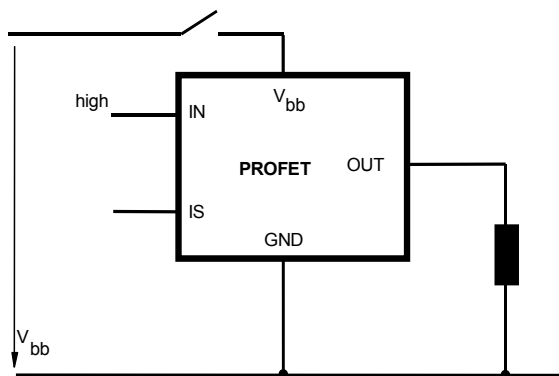 V bb
high
IN
PROFET
OUT
IS
GND
V bb